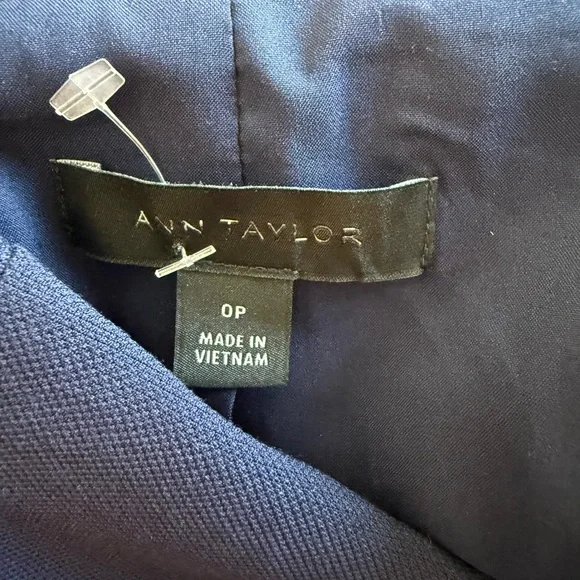 ANN TAYLOR
0P
MADE IN
VIETNAM